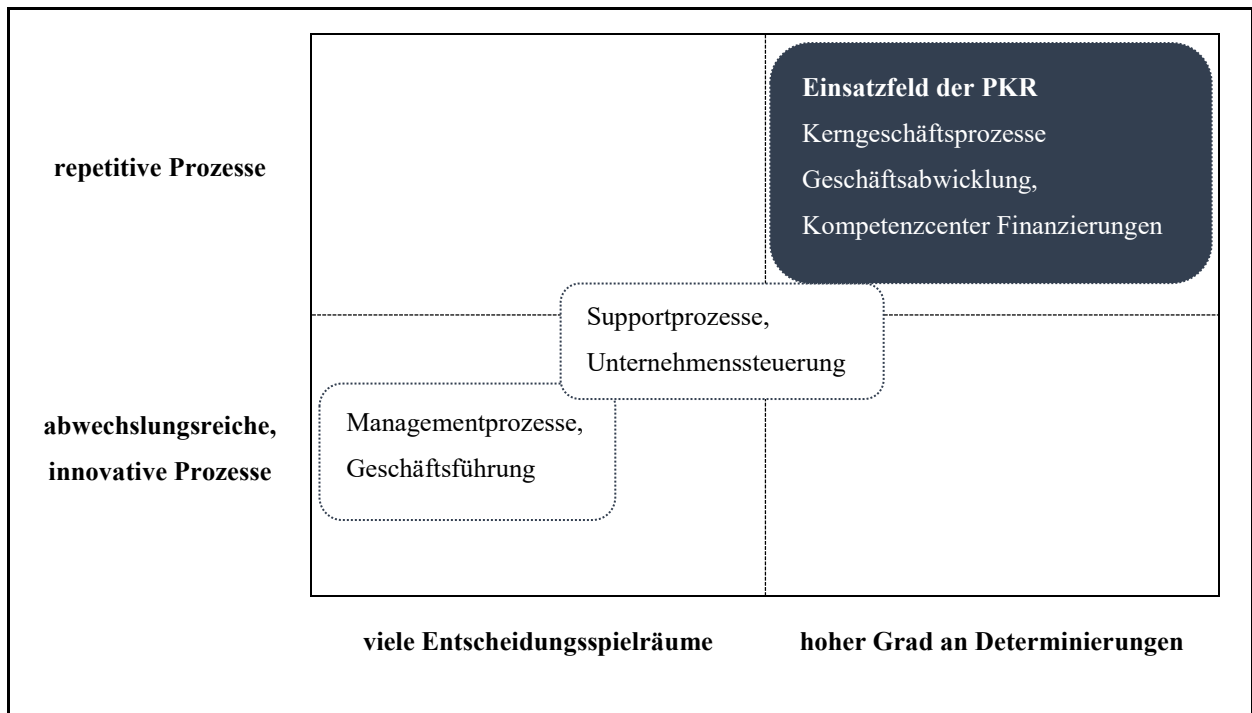 Einsatzfeld der PKR
Kerngeschäftsprozesse
Geschäftsabwicklung,
Kompetenzcenter Finanzierungen
repetitive Prozesse
Supportprozesse,
Unternehmenssteuerung
abwechslungsreiche,
innovative Prozesse
Managementprozesse,
Geschäftsführung
viele Entscheidungsspielräume
hoher Grad an Determinierungen